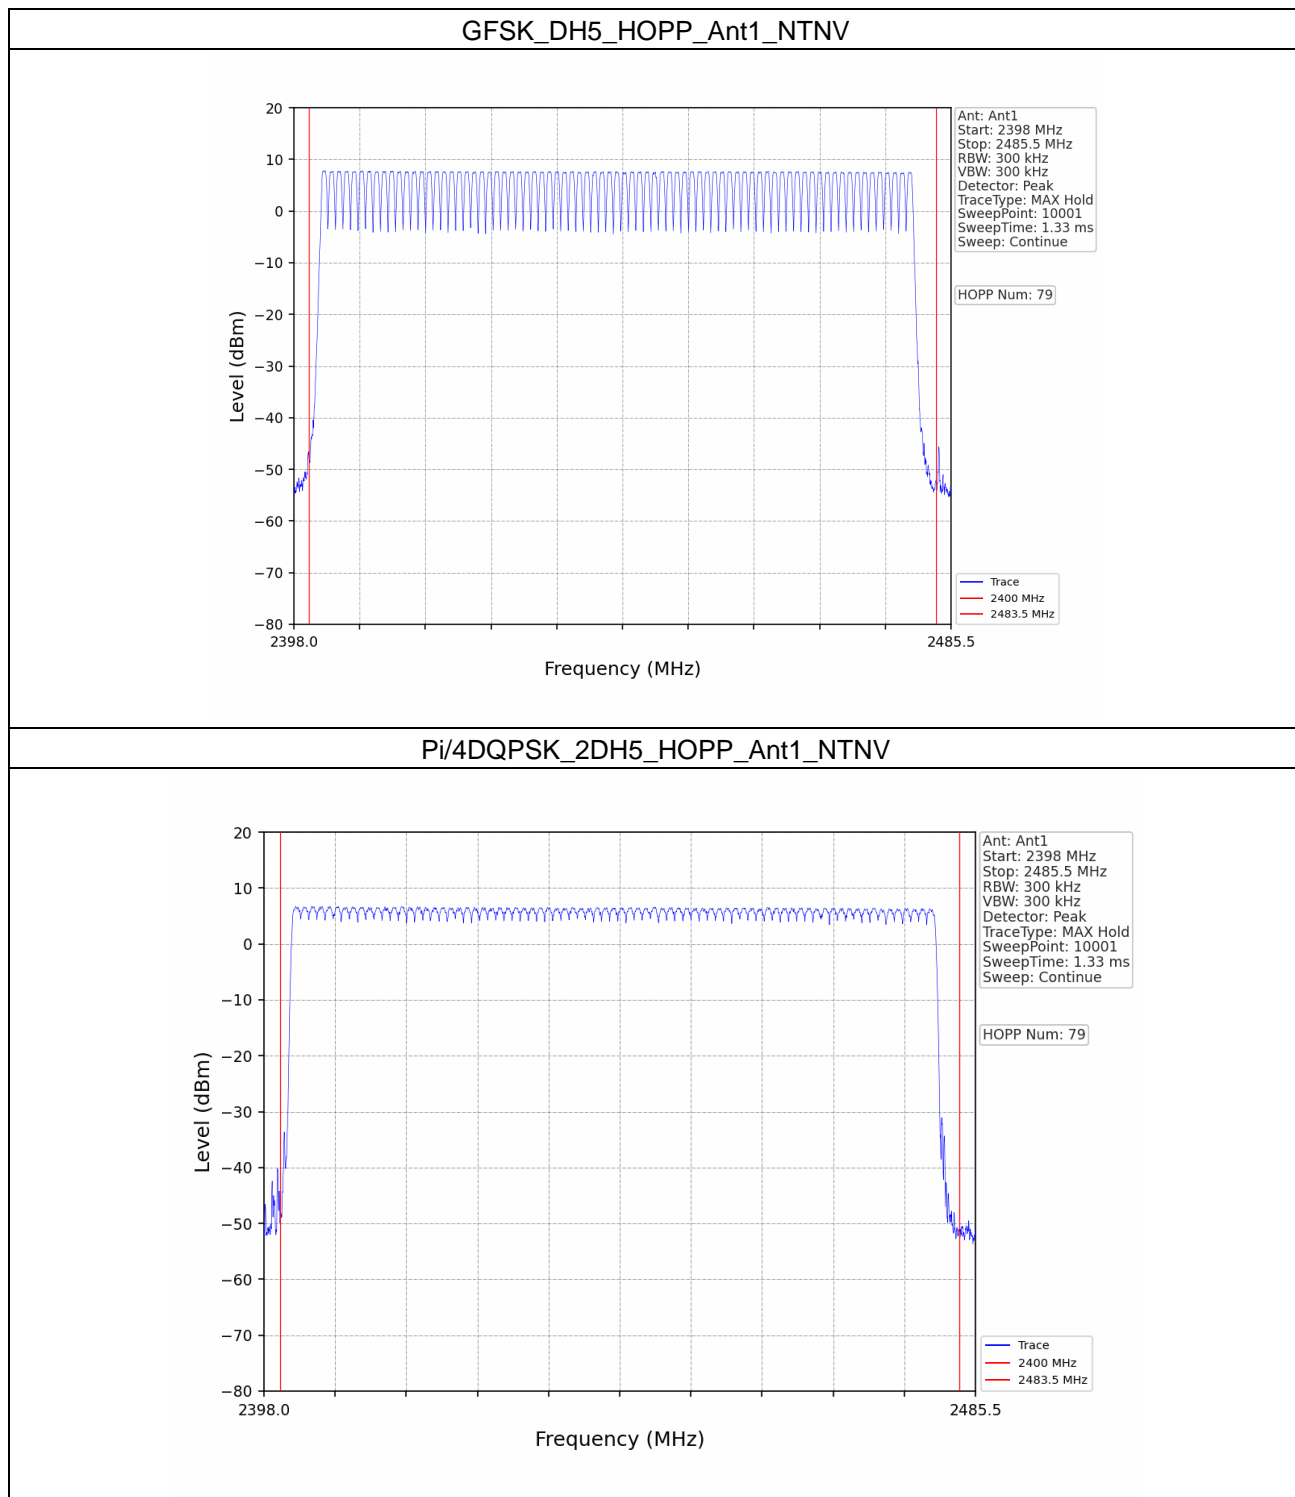 GFSK_DH5_HOPP_Ant1_NTNV
20
10
0
−10
−20
−30
−40
−50
−60
−70
−80
Level (dBm)
2398.0
2485.5
Frequency (MHz)
Ant: Ant1
Start: 2398 MHz
Stop: 2485.5 MHz
RBW: 300 kHz
VBW: 300 kHz
Detector: Peak
TraceType: MAX Hold
SweepPoint: 10001
SweepTime: 1.33 ms
Sweep: Continue
HOPP Num: 79
Trace
2400 MHz
2483.5 MHz
Pi/4DQPSK_2DH5_HOPP_Ant1_NTNV
20
10
0
−10
−20
−30
−40
−50
−60
−70
−80
Level (dBm)
2398.0
2485.5
Frequency (MHz)
Ant: Ant1
Start: 2398 MHz
Stop: 2485.5 MHz
RBW: 300 kHz
VBW: 300 kHz
Detector: Peak
TraceType: MAX Hold
SweepPoint: 10001
SweepTime: 1.33 ms
Sweep: Continue
HOPP Num: 79
Trace
2400 MHz
2483.5 MHz